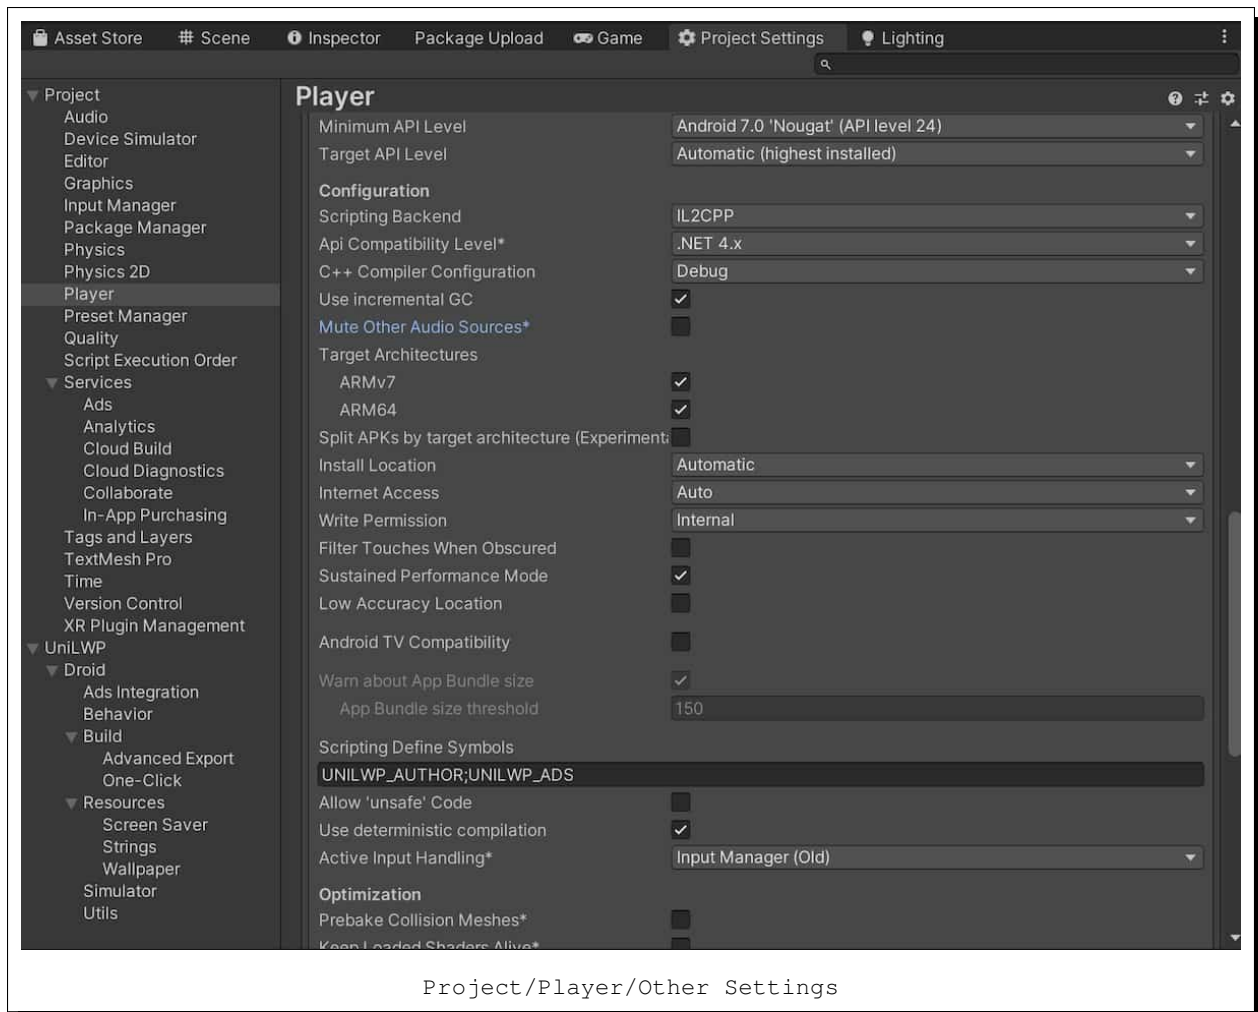 Asset Store
Scene
Inspector
Package Upload
Game
Project Settings
Lighting
Project
Audio
Device Simulator
Editor
Graphics
Input Manager
Package Manager
Physics
Physics 2D
Player
Preset Manager
Quality
Script Execution Order
Services
Ads
Analytics
Cloud Build
Cloud Diagnostics
Collaborate
In-App Purchasing
Tags and Layers
TextMesh Pro
Time
Version Control
XR Plugin Management
UniLWP
Droid
Ads Integration
Behavior
Build
Advanced Export
One-Click
Resources
Screen Saver
Strings
Wallpaper
Simulator
Utils
Player
Minimum API Level Android 7.0 'Nougat' (API level 24)
Target API Level Automatic (highest installed)
Configuration
Scripting Backend IL2CPP
Api Compatibility Level* .NET 4.x
C++ Compiler Configuration Debug
Use incremental GC
Mute Other Audio Sources*
Target Architectures
ARMv7
ARM64
Split APKs by target architecture (Experimenta
Install Location Automatic
Internet Access Auto
Write Permission Internal
Filter Touches When Obscured
Sustained Performance Mode
Low Accuracy Location
Android TV Compatibility
Warn about App Bundle size
App Bundle size threshold 150
Scripting Define Symbols
UNILWP_AUTHOR;UNILWP_ADS
Allow 'unsafe' Code
Use deterministic compilation
Active Input Handling* Input Manager (Old)
Optimization
Prebake Collision Meshes*
Keep Loaded Shaders Alive*
Project/Player/Other Settings